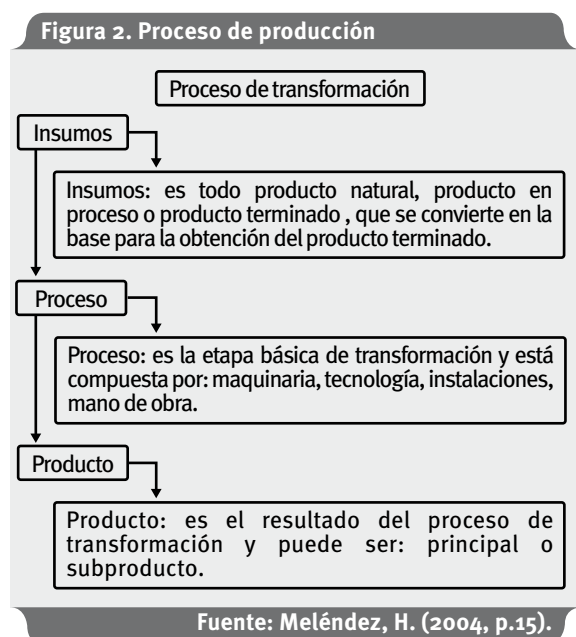 Figura 2. Proceso de producción
Proceso de transformación
Insumos
Insumos: es todo producto natural, producto en
proceso o producto terminado , que se convierte en la
base para la obtención del producto terminado.
Proceso
Proceso: es la etapa básica de transformación y está
compuesta por: maquinaria, tecnología, instalaciones,
mano de obra.
Producto
Producto: es el resultado del proceso de
transformación y puede ser: principal o
subproducto.
Fuente: Meléndez, H. (2004, p.15).